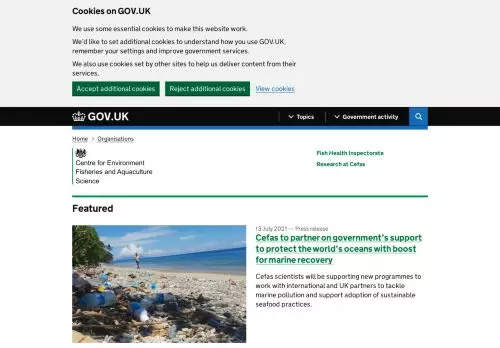 Cookies on GOV.UK
We use some essential cookies to make this website work.
We'd like to set additional cookies to understand how you use GOV.UK,
remember your settings and improve government services.
We also use cookies set by other sites to help us deliver content from their
services.
Accept additional cookies
Reject additional cookies
View cookies
GOV.UK
Topics
Government activity
Home
Organisations
Centre for Environment
Fisheries and Aquaculture
Science
Fish Health Inspectorate
Research at Cefas
Featured
13 July 2021 — Press release
Cefas to partner on government's support
to protect the world's oceans with boost
for marine recovery
Cefas scientists will be supporting new programmes to
work with international and UK partners to tackle
marine pollution and support adoption of sustainable
seafood practices.